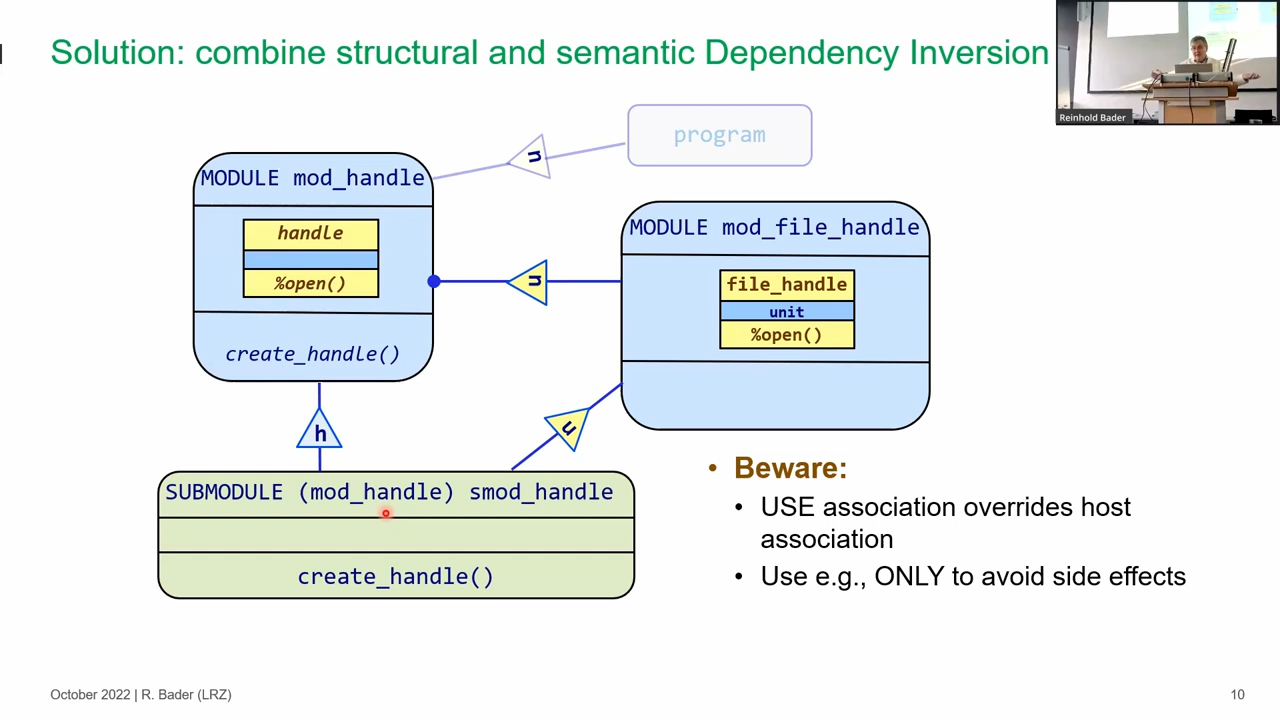 Solution: combine structural and semantic Dependency Inversion
Reinhold Bader
program
u
MODULE mod_handle
handle
%open()
create_handle()
u
MODULE mod_file_handle
file_handle
unit
%open()
h
u
SUBMODULE (mod_handle) smod_handle
create_handle()
• Beware:
• USE association overrides host
association
• Use e.g., ONLY to avoid side effects
October 2022 | R. Bader (LRZ)
10